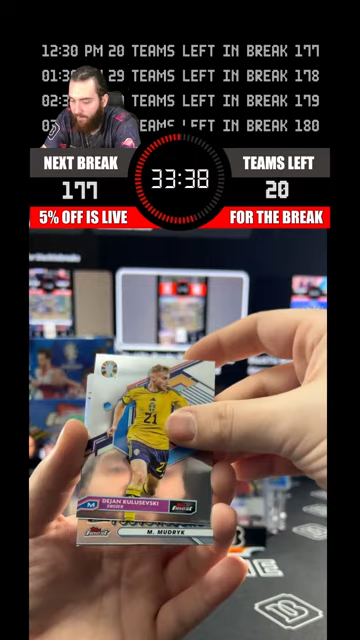 12:30 PM 20 TEAMS LEFT IN BREAK 177
29 TEAMS LEFT IN BREAK 178
TEAMS LEFT IN BREAK 179
TEAMS LEFT IN BREAK 180
NEXT BREAK
177
33:38
TEAMS LEFT
20
5% OFF IS LIVE
FOR THE BREAK
21
DEJAN KULUSEVSKI
M
SWEDEN
Finest
Finest
M. MUDRYK